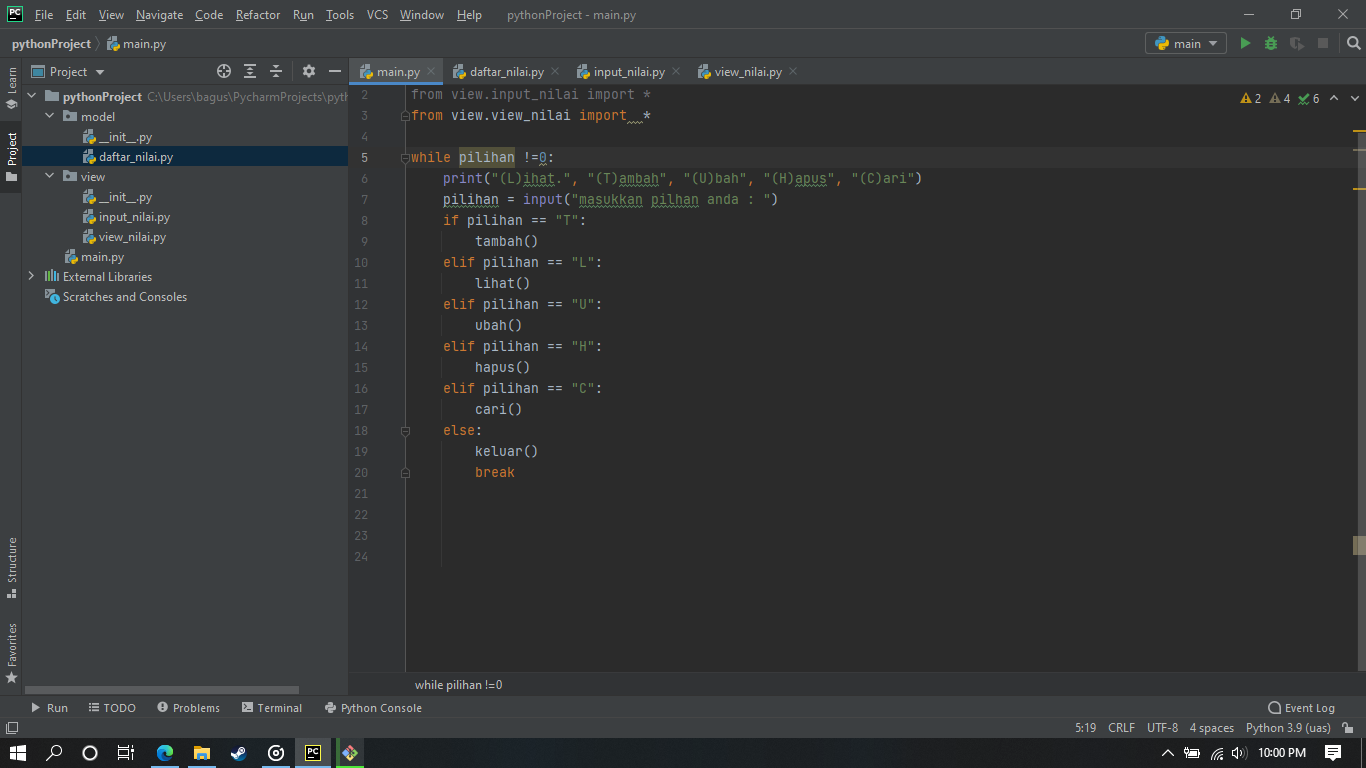 PC File Edit View Navigate Code Refactor Run Tools VCS Window Help pythonProject - main.py
pythonProject main.py main
Project main.py daftar_nilai.py input_nilai.py view_nilai.py
Learn
Project
Structure
Favorites
pythonProject C:\Users\bagus\PycharmProjects\pyth
model
__init__.py
daftar_nilai.py
view
__init__.py
input_nilai.py
view_nilai.py
main.py
External Libraries
Scratches and Consoles
2 4 6
2 from view.input_nilai import *
3 from view.view_nilai import  *
4
5 while pilihan !=0:
6 print("(L)ihat.", "(T)ambah", "(U)bah", "(H)apus", "(C)ari")
7 pilihan = input("masukkan pilhan anda : ")
8 if pilihan == "T":
9 tambah()
10 elif pilihan == "L":
11 lihat()
12 elif pilihan == "U":
13 ubah()
14 elif pilihan == "H":
15 hapus()
16 elif pilihan == "C":
17 cari()
18 else:
19 keluar()
20 break
21
22
23
24
while pilihan !=0
Run TODO Problems Terminal Python Console Event Log
5:19 CRLF UTF-8 4 spaces Python 3.9 (uas)
PC 10:00 PM